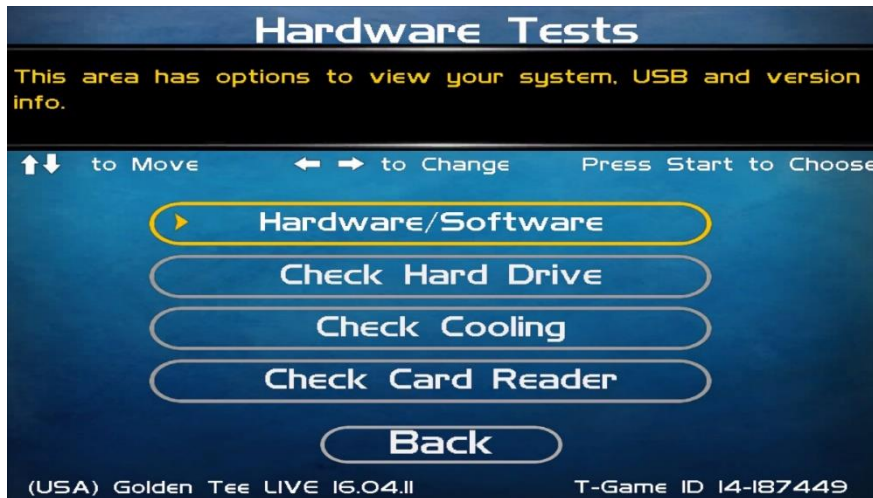 Hardware Tests
This area has options to view your system, USB and version
info.
to Move to Change Press Start to Choose
Hardware/Software
Check Hard Drive
Check Cooling
Check Card Reader
Back
(USA) Golden Tee LIVE 16.04.11 T-Game ID 14-187449